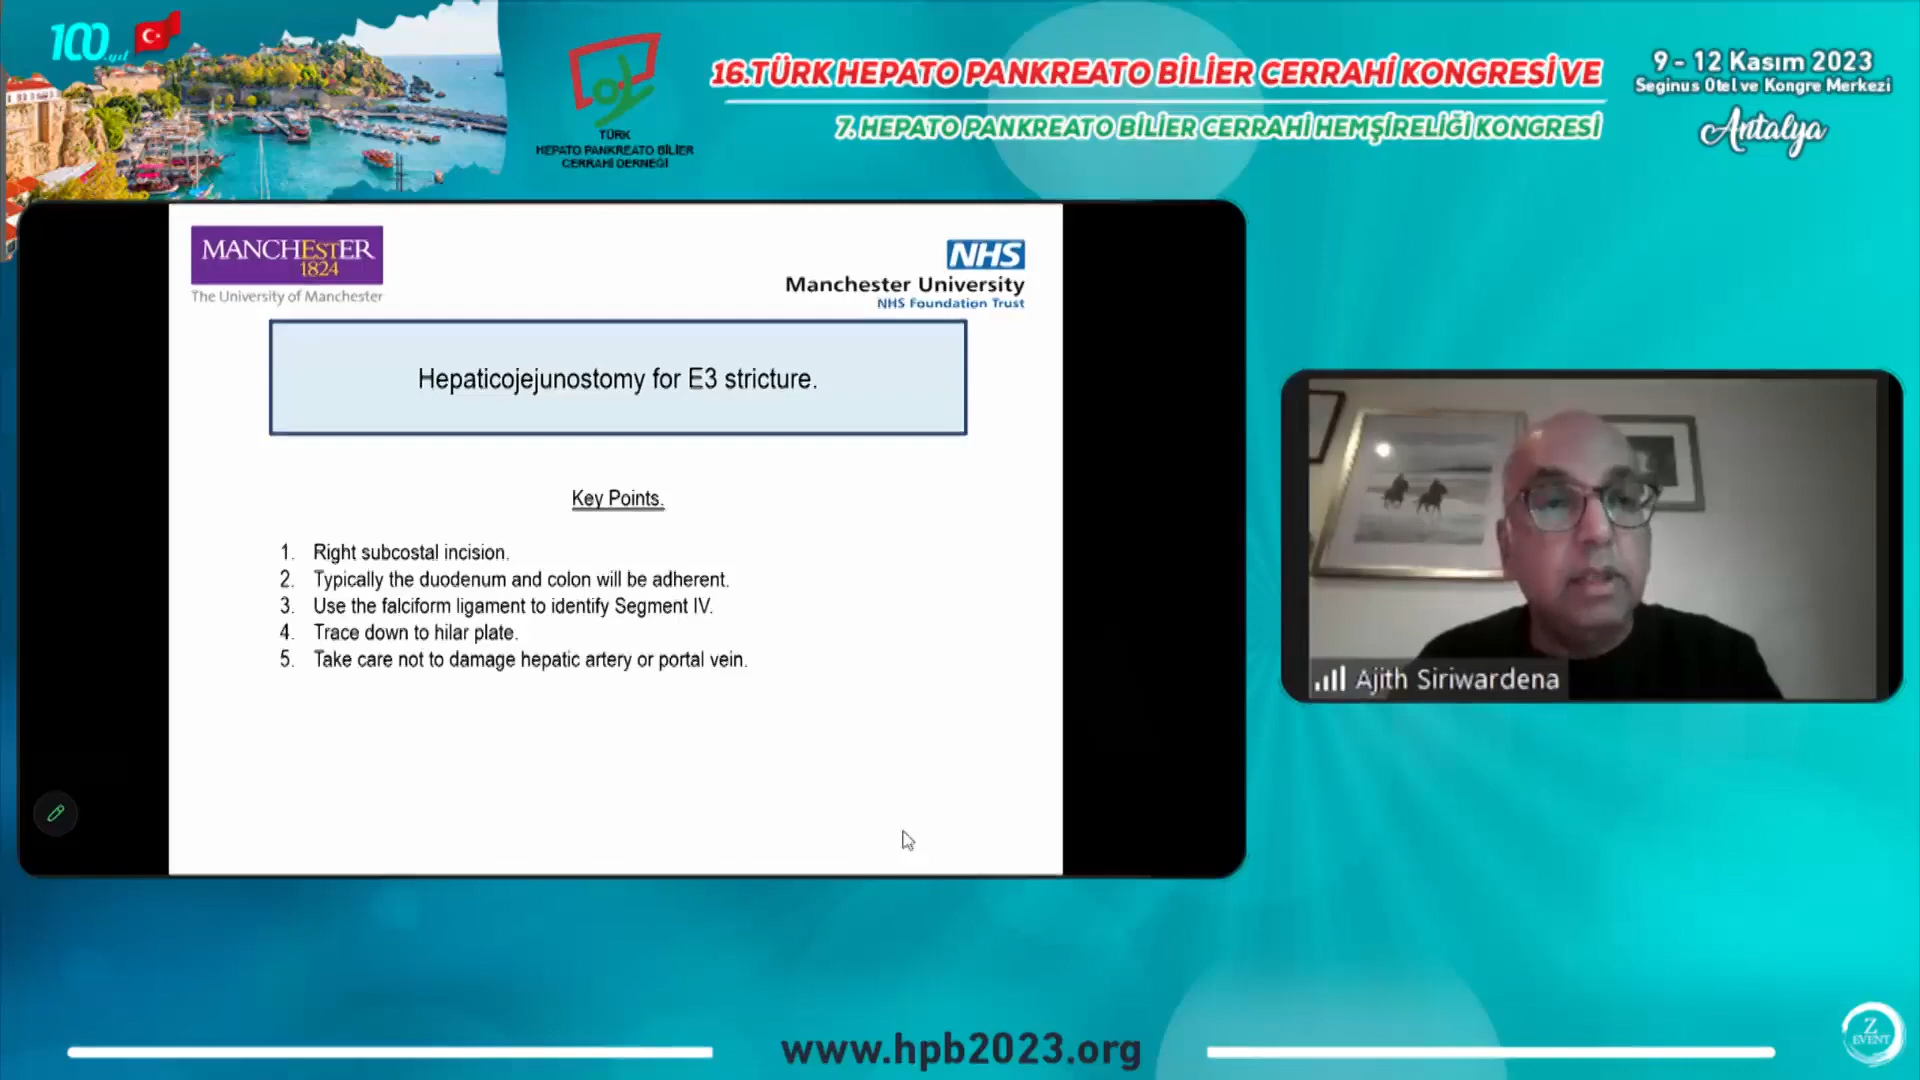 100.yıl
TÜRK
HEPATO PANKREATO BİLİER
CERRAHİ DERNEĞİ
16.TÜRK HEPATO PANKREATO BİLİER CERRAHİ KONGRESİ VE
7. HEPATO PANKREATO BİLİER CERRAHİ HEMŞİRELİĞİ KONGRESİ
9 - 12 Kasım 2023
Seginus Otel ve Kongre Merkezi
Antalya
MANCHESTER
1824
The University of Manchester
NHS
Manchester University
NHS Foundation Trust
Hepaticojejunostomy for E3 stricture.
Key Points.
1. Right subcostal incision.
2. Typically the duodenum and colon will be adherent.
3. Use the falciform ligament to identify Segment IV.
4. Trace down to hilar plate.
5. Take care not to damage hepatic artery or portal vein.
Ajith Siriwardena
www.hpb2023.org
Z
EVENT